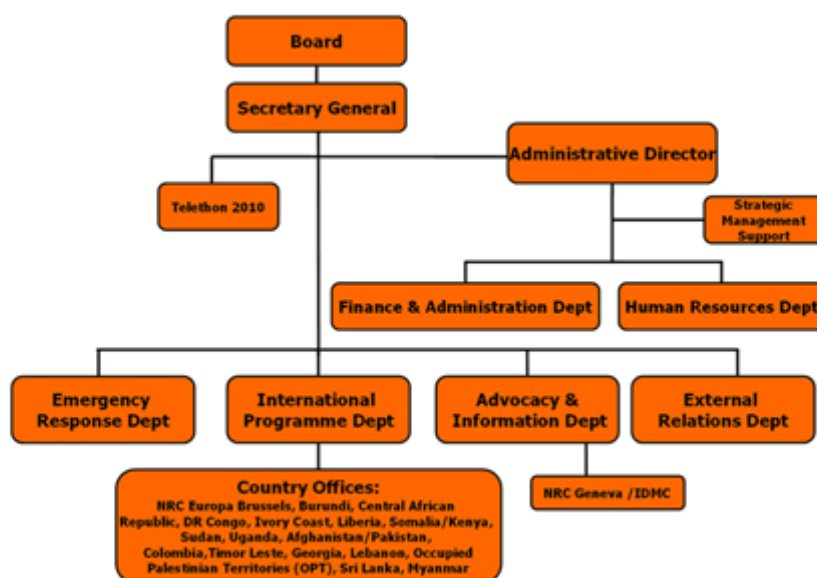 Board
Secretary General
Administrative Director
Telethon 2010
Strategic
Management
Support
Finance & Administration Dept
Human Resources Dept
Emergency
Response Dept
International
Programme Dept
Advocacy &
Information Dept
External
Relations Dept
Country Offices:
NRC Europa Brussels, Burundi, Central African
Republic, DR Congo, Ivory Coast, Liberia, Somalia/Kenya,
Sudan, Uganda, Afghanistan/Pakistan,
Colombia,Timor Leste, Georgia, Lebanon, Occupied
Palestinian Territories (OPT), Sri Lanka, Myanmar
NRC Geneva /IDMC